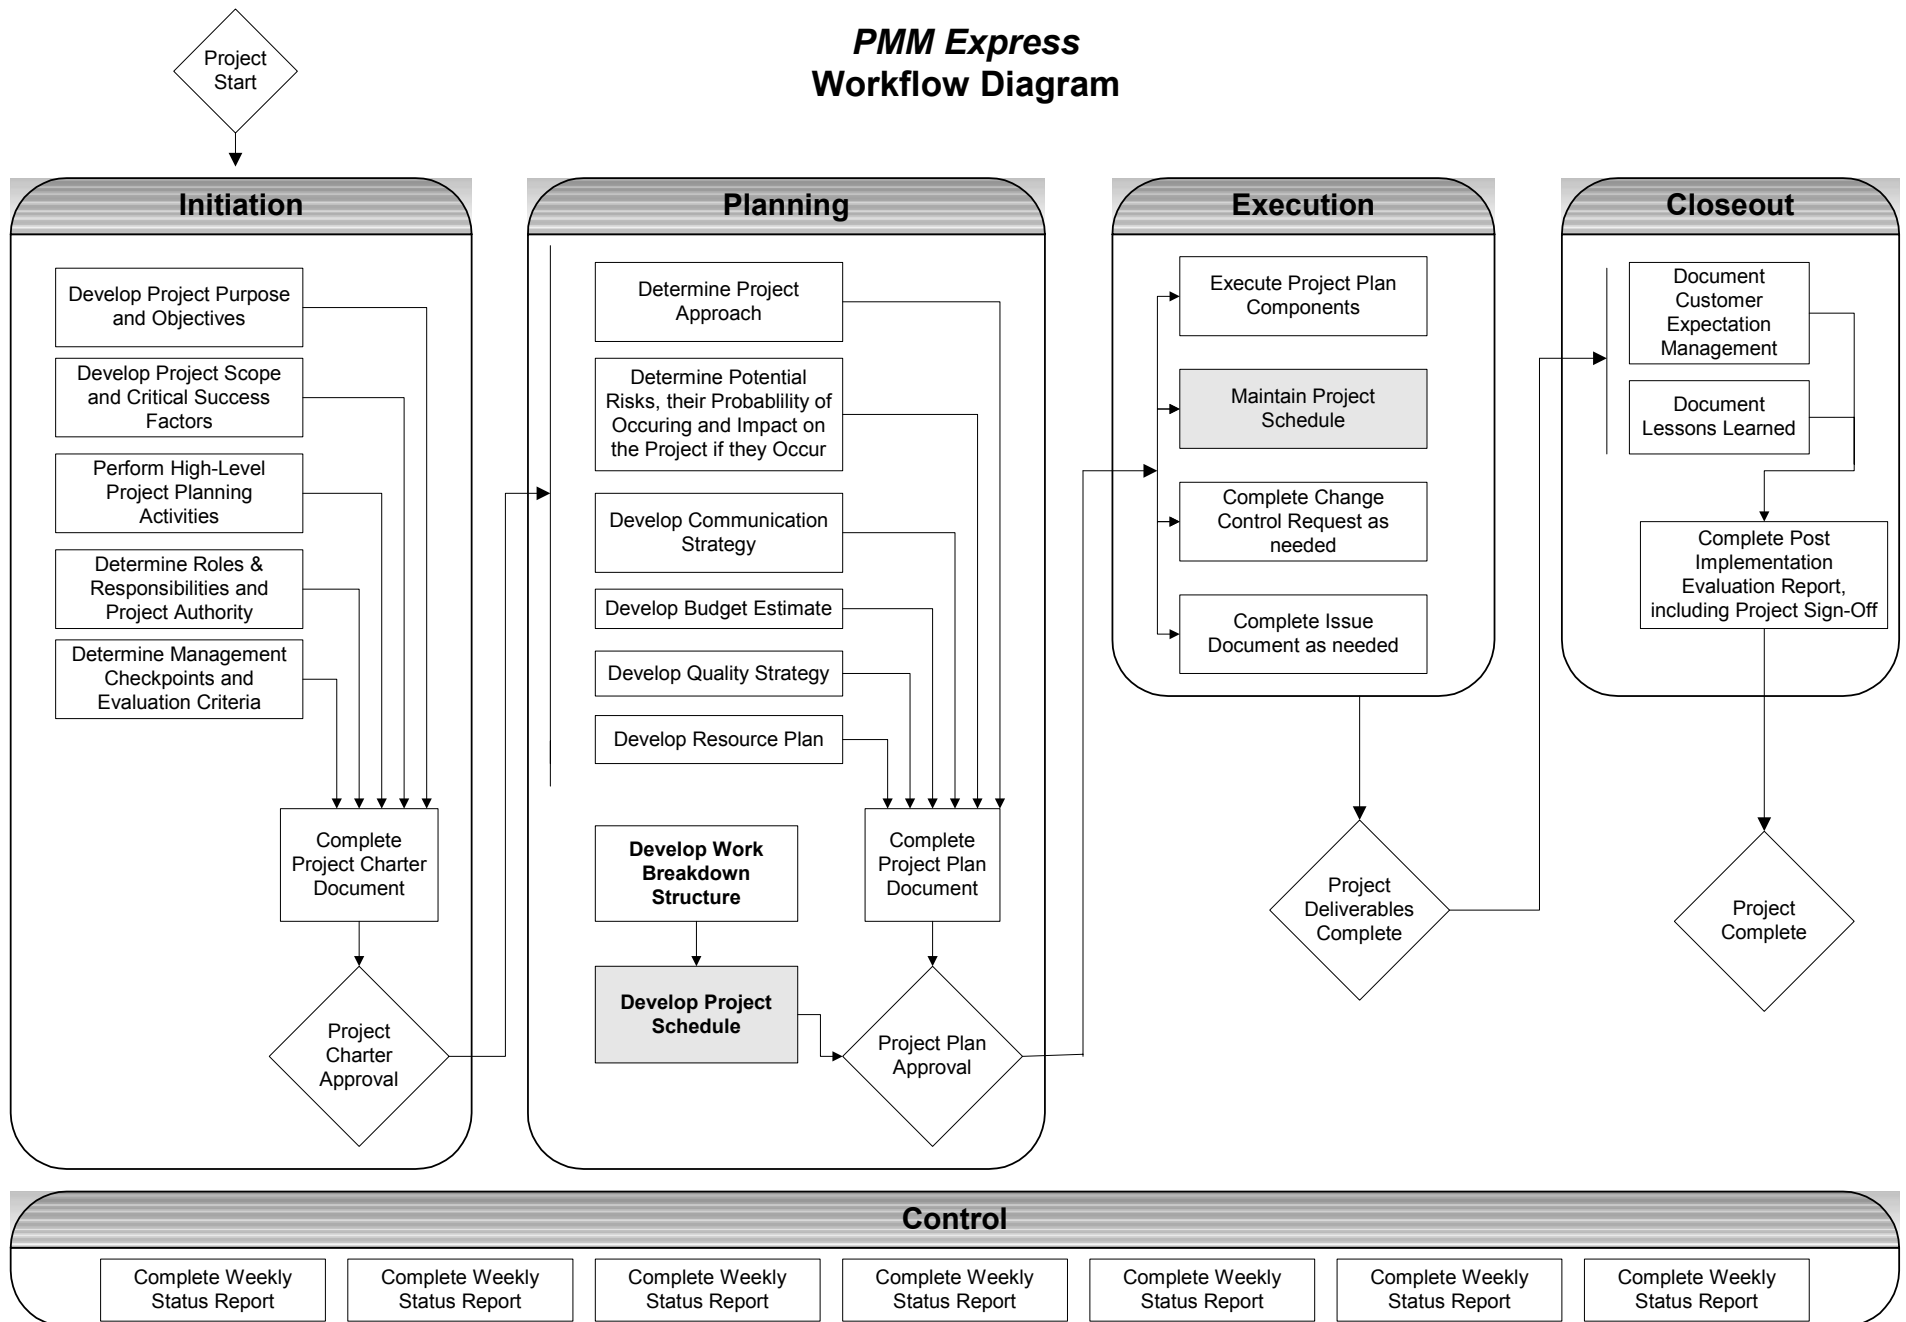 PMM Express
Workflow Diagram
Project
Start
Initiation
Develop Project Purpose
and Objectives
Develop Project Scope
and Critical Success
Factors
Perform High-Level
Project Planning
Activities
Determine Roles &
Responsibilities and
Project Authority
Determine Management
Checkpoints and
Evaluation Criteria
Complete
Project Charter
Document
Project
Charter
Approval
Planning
Determine Project
Approach
Determine Potential
Risks, their Probablility of
Occuring and Impact on
the Project if they Occur
Develop Communication
Strategy
Develop Budget Estimate
Develop Quality Strategy
Develop Resource Plan
Develop Work
Breakdown
Structure
Develop Project
Schedule
Complete
Project Plan
Document
Project Plan
Approval
Execution
Execute Project Plan
Components
Maintain Project
Schedule
Complete Change
Control Request as
needed
Complete Issue
Document as needed
Project
Deliverables
Complete
Closeout
Document
Customer
Expectation
Management
Document
Lessons Learned
Complete Post
Implementation
Evaluation Report,
including Project Sign-Off
Project
Complete
Control
Complete Weekly
Status Report
Complete Weekly
Status Report
Complete Weekly
Status Report
Complete Weekly
Status Report
Complete Weekly
Status Report
Complete Weekly
Status Report
Complete Weekly
Status Report